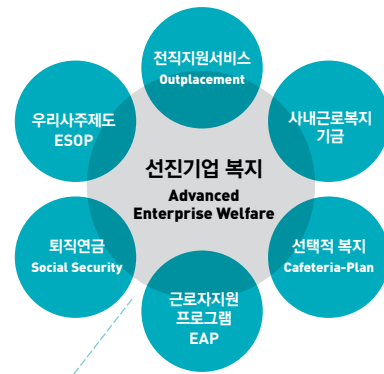 전직지원서비스
Outplacement
우리사주제도
ESOP
사내근로복지
기금
선진기업 복지
Advanced
Enterprise Welfare
퇴직연금
Social Security
선택적 복지
Cafeteria-Plan
근로자지원
프로그램
EAP